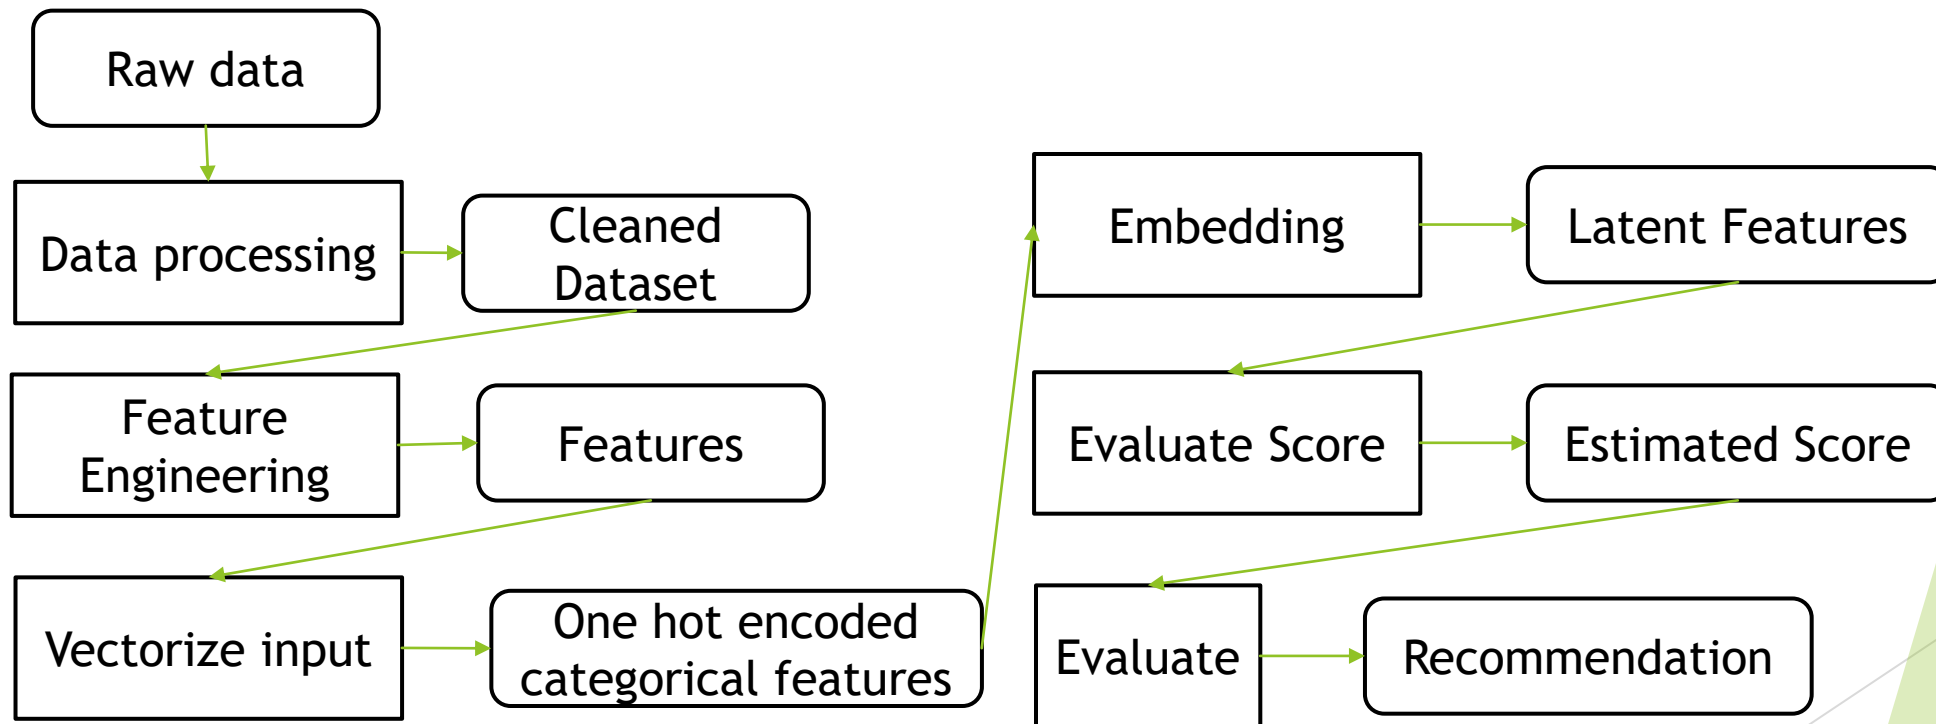 Raw data
Data processing
Cleaned
Dataset
Feature
Engineering
Features
Vectorize input
One hot encoded
categorical features
Embedding
Latent Features
Evaluate Score
Estimated Score
Evaluate
Recommendation